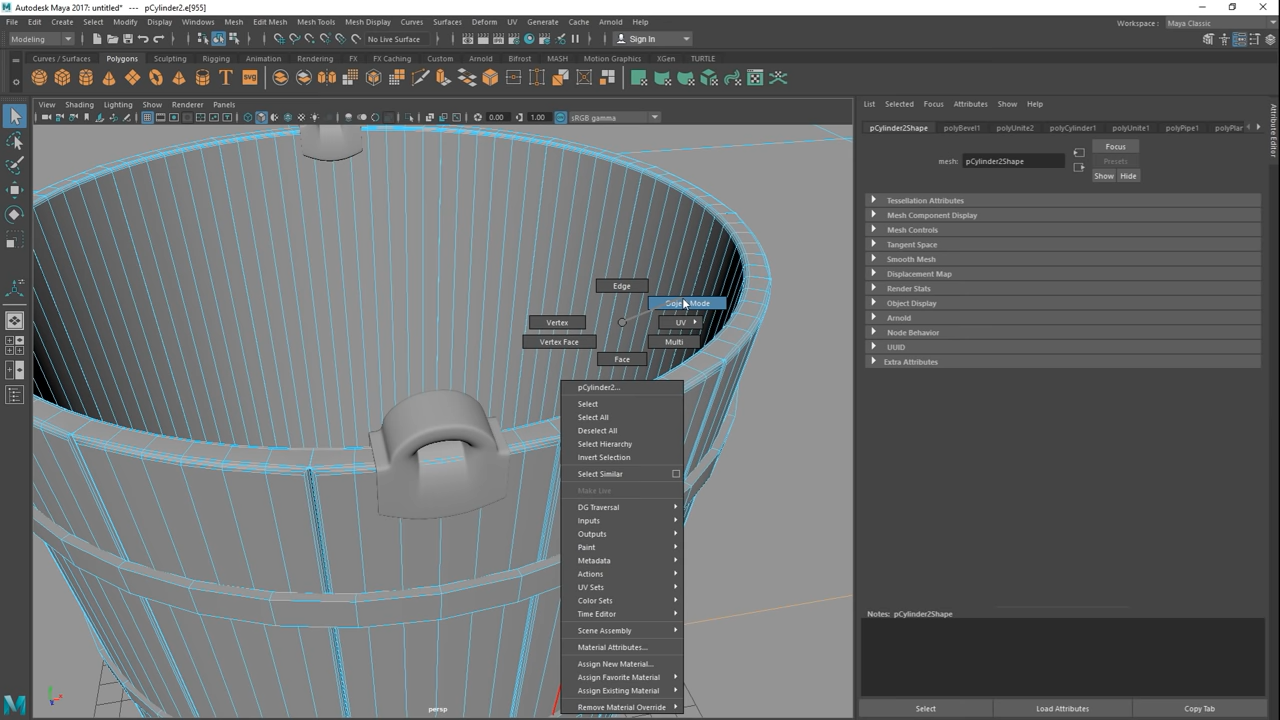 Autodesk Maya 2017: untitled*   ---   pCylinder2.e[955]
File Edit Create Select Modify Display Windows Mesh Edit Mesh Mesh Tools Mesh Display Curves Surfaces Deform UV Generate Cache Arnold Help
Workspace : Maya Classic
Modeling No Live Surface Sign In
Curves / Surfaces Polygons Sculpting Rigging Animation Rendering FX FX Caching Custom Arnold Bifrost MASH Motion Graphics XGen TURTLE
SVG
View Shading Lighting Show Renderer Panels
0.00 1.00 sRGB gamma
List Selected Focus Attributes Show Help
pCylinder2Shape polyBevel1 polyUnite2 polyCylinder1 polyUnite1 polyPipe1 polyPlar
mesh: pCylinder2Shape
Focus
Presets
Show Hide
Attribute Editor
Tessellation Attributes
Mesh Component Display
Mesh Controls
Tangent Space
Smooth Mesh
Displacement Map
Render Stats
Object Display
Arnold
Node Behavior
UUID
Extra Attributes
Notes: pCylinder2Shape
Select Load Attributes Copy Tab
Edge
Object Mode
Vertex UV
Vertex Face Multi
Face
pCylinder2...
Select
Select All
Deselect All
Select Hierarchy
Invert Selection
Select Similar
Make Live
DG Traversal
Inputs
Outputs
Paint
Metadata
Actions
UV Sets
Color Sets
Time Editor
Scene Assembly
Material Attributes...
Assign New Material...
Assign Favorite Material
Assign Existing Material
Remove Material Override
persp